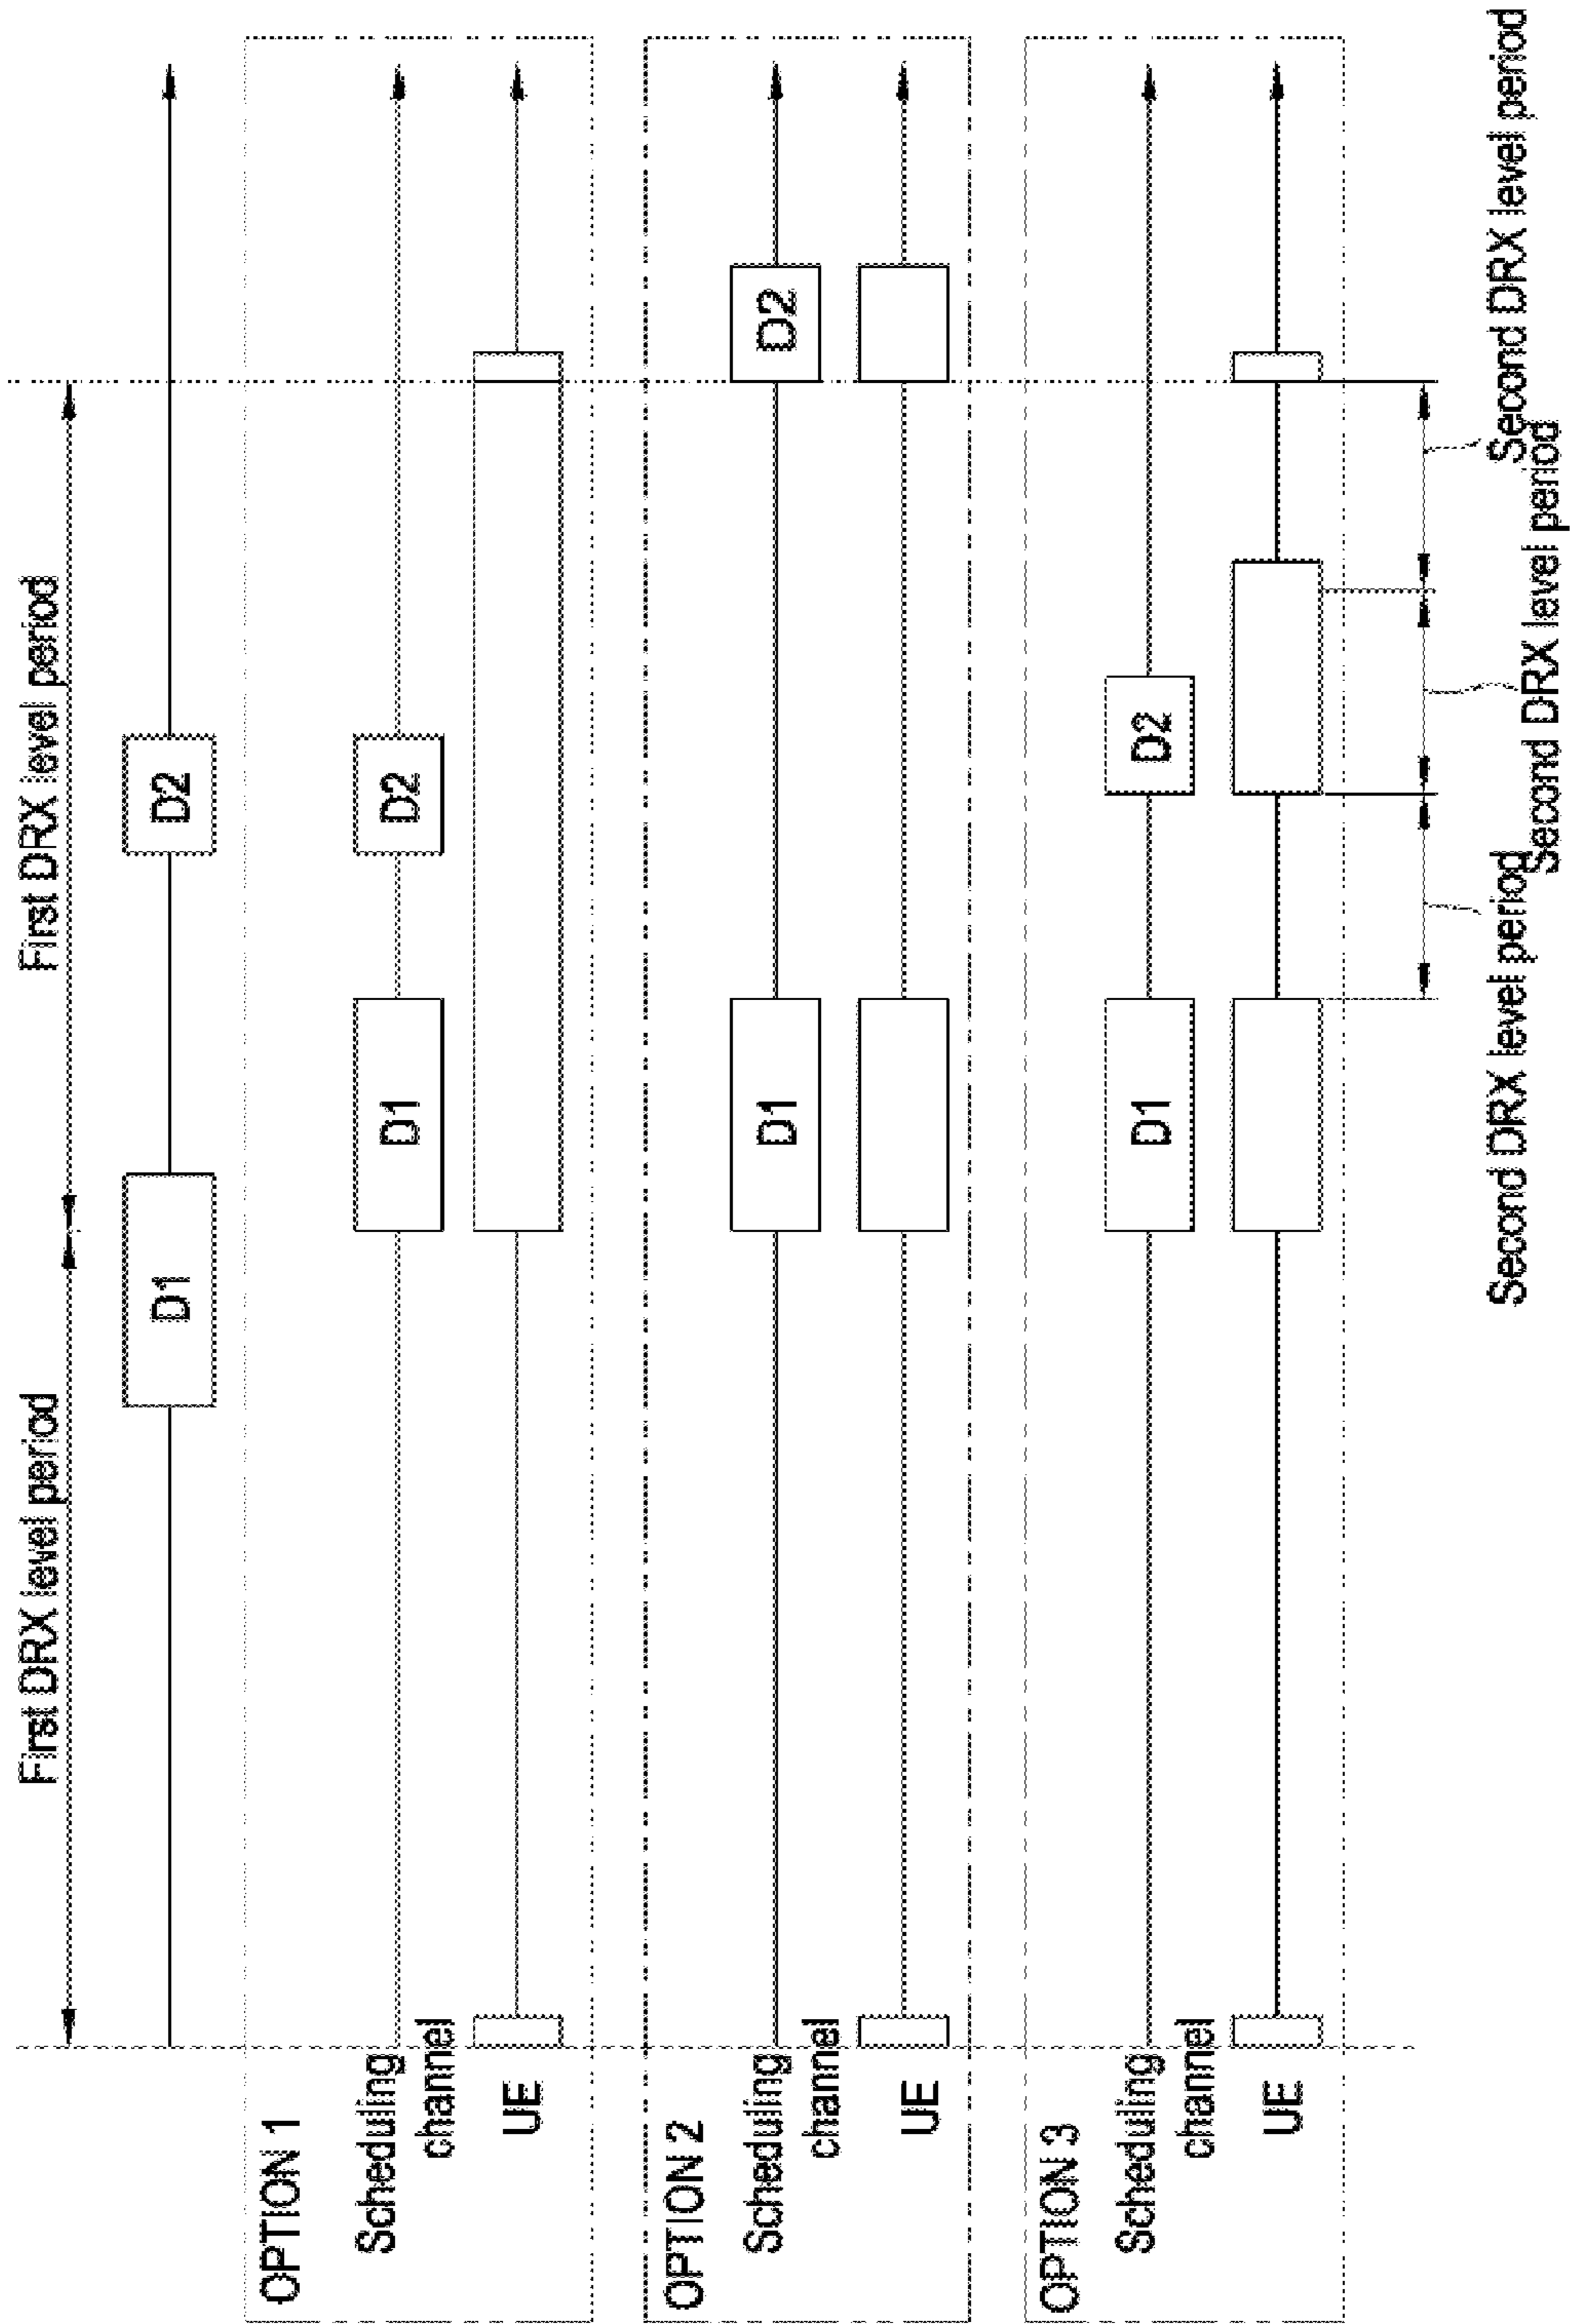 First DRX level period
First DRX level period
D1
D2
OPTION 1
Scheduling
channel
D1
D2
UE
OPTION 2
Scheduling
channel
D1
D2
UE
OPTION 3
Scheduling
channel
D1
D2
UE
Second DRX level period
Second DRX level period
Second DRX level period